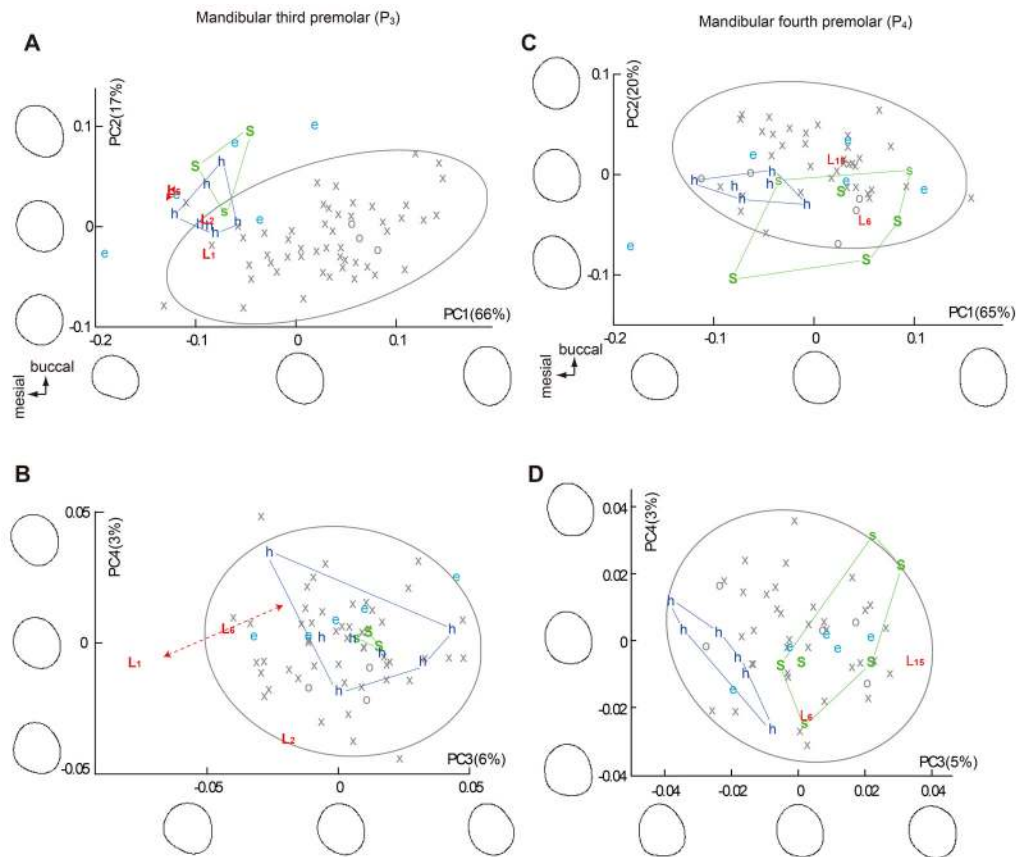 Mandibular third premolar (P₃)
Mandibular fourth premolar (P₄)
A
PC2(17%)
0.1
0
-0.1
-0.2
-0.1
0
0.1
PC1(66%)
S
S
s
e
e
e
e
h
h
h
h
h
L₂
L₁
o
o
o
x
buccal
mesial
C
PC2(20%)
0.1
0
-0.1
-0.2
-0.1
0
0.1
PC1(65%)
L₁₅
L₆
e
e
e
e
e
h
h
h
h
h
s
s
S
S
S
S
o
o
o
o
o
x
buccal
mesial
B
PC4(3%)
0.05
0
-0.05
-0.05
0
0.05
PC3(6%)
L₁
L₆
L₂
h
h
h
h
h
h
h
e
e
e
e
e
S
s
S
o
o
o
x
D
PC4(3%)
0.04
0.02
0
-0.02
-0.04
-0.04
-0.02
0
0.02
0.04
PC3(5%)
L₁₅
L₆
h
h
h
h
h
h
e
e
e
e
e
s
S
S
S
S
s
o
o
o
o
o
x